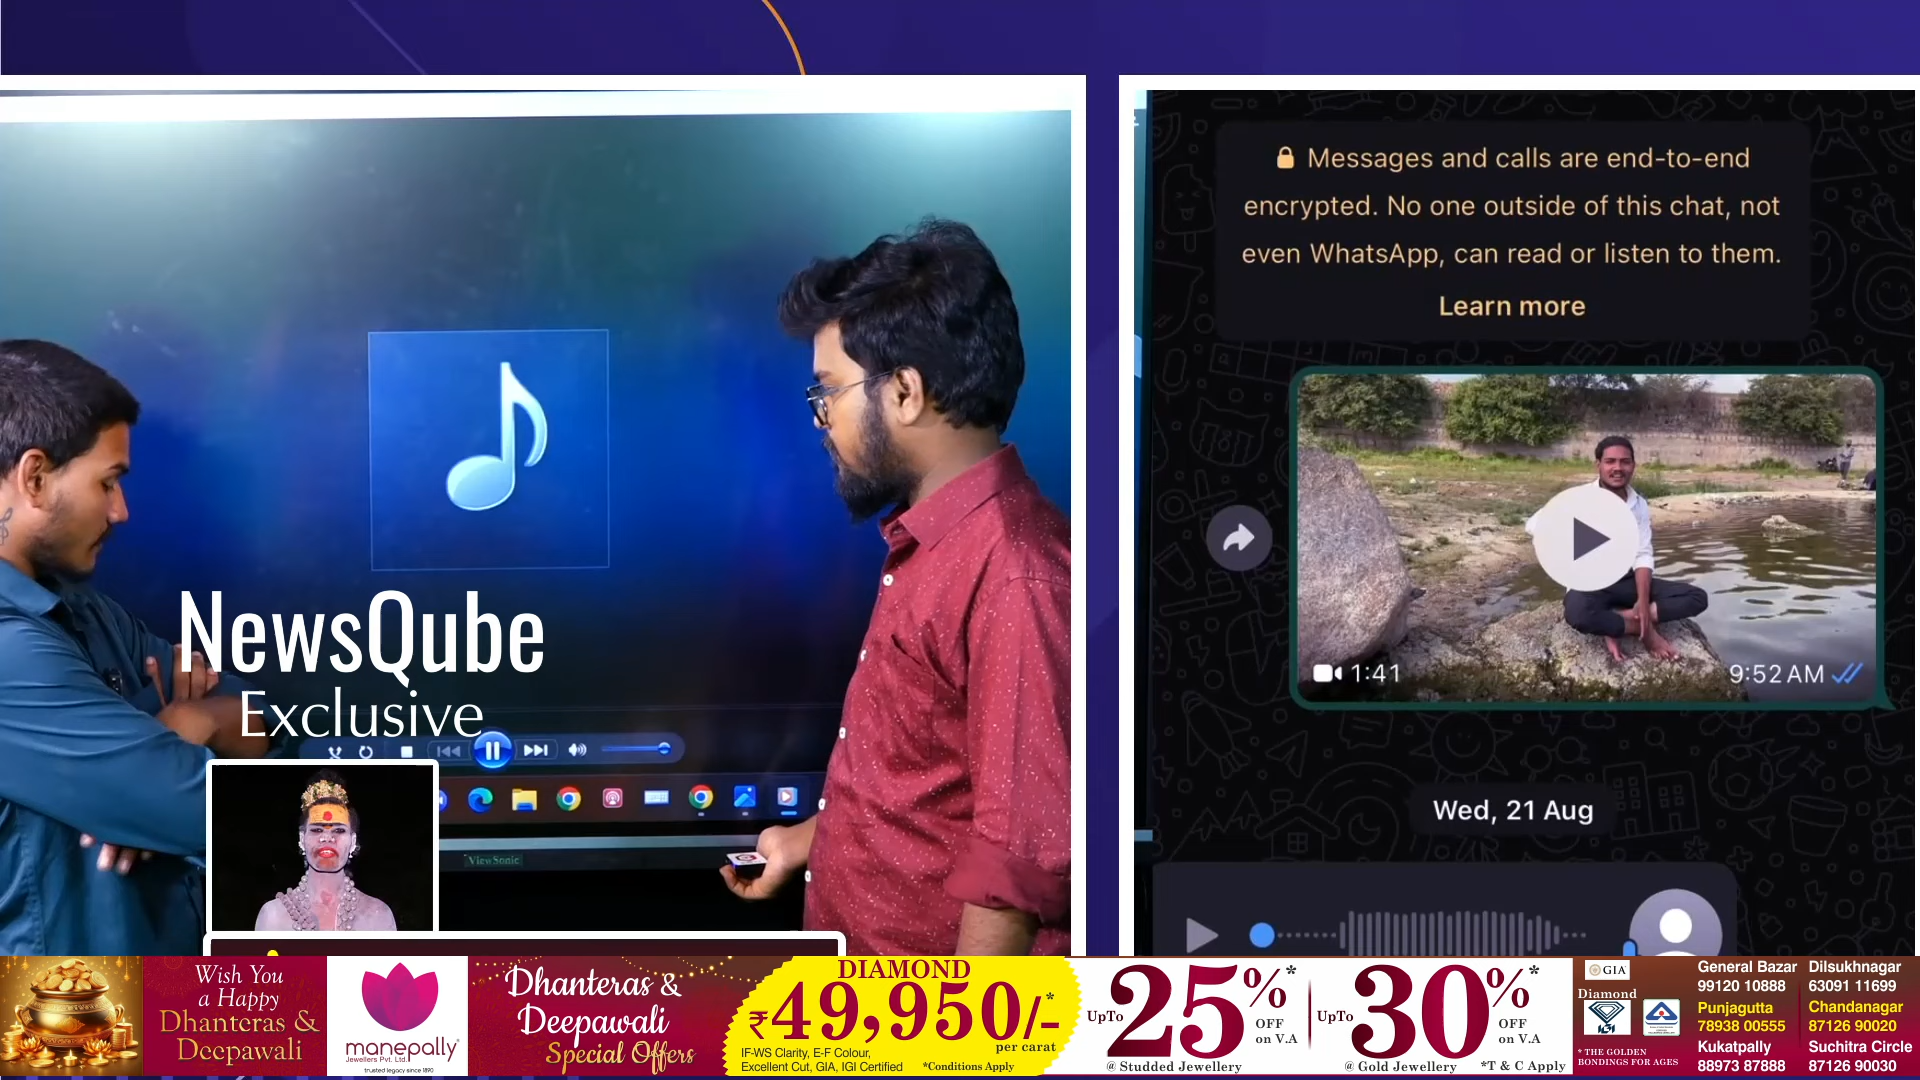 Messages and calls are end-to-end
encrypted. No one outside of this chat, not
even WhatsApp, can read or listen to them.
Learn more
1:41
9:52 AM
Wed, 21 Aug
NewsQube
Exclusive
ViewSonic
Wish You
a Happy
Dhanteras &
Deepawali
manepally
Jewellers Pvt. Ltd
trusted legacy since 1890
Dhanteras &
Deepawali
Special Offers
DIAMOND
₹49,950/-*
per carat
IF-WS Clarity, E-F Colour,
Excellent Cut, GIA, IGI Certified *Conditions Apply
UpTo 25%*
OFF
on V.A
@ Studded Jewellery
UpTo 30%*
OFF
on V.A
@ Gold Jewellery *T & C Apply
GIA
Diamond
IGI
* THE GOLDEN
BONDINGS FOR AGES
General Bazar
99120 10888
Punjagutta
78938 00555
Kukatpally
88973 87888
Dilsukhnagar
63091 11699
Chandanagar
87126 90020
Suchitra Circle
87126 90030